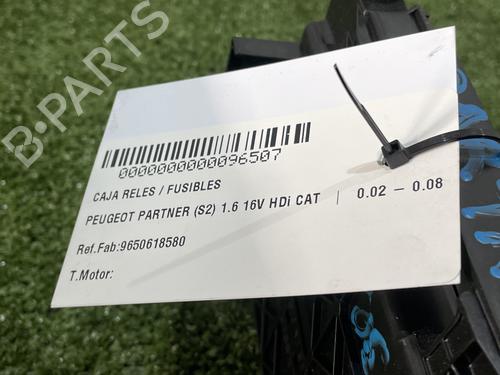 B-PARTS
0000000000096507
CAJA RELES / FUSIBLES
PEUGEOT PARTNER (S2) 1.6 16V HDi CAT | 0.02 – 0.08
Ref.Fab:9650618580
T.Motor: